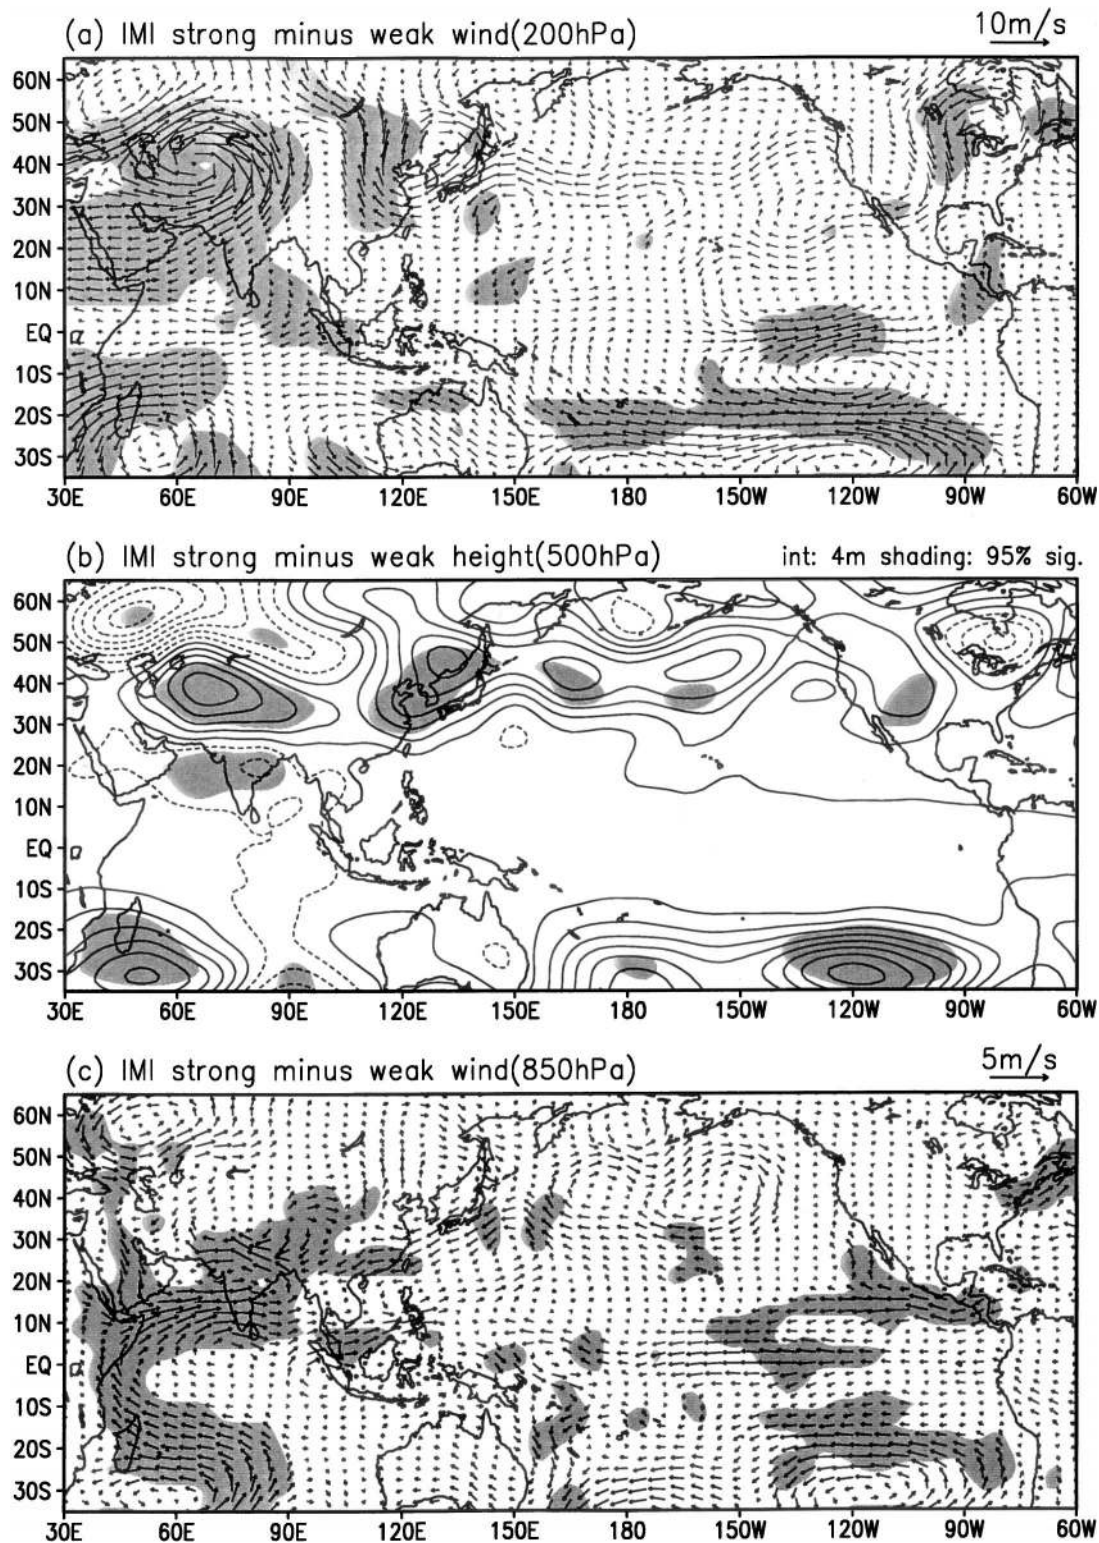 (a) IMI strong minus weak wind(200hPa) 10m/s
60N
50N
40N
30N
20N
10N
EQ
10S
20S
30S
30E 60E 90E 120E 150E 180 150W 120W 90W 60W
(b) IMI strong minus weak height(500hPa) int: 4m shading: 95% sig.
60N
50N
40N
30N
20N
10N
EQ
10S
20S
30S
30E 60E 90E 120E 150E 180 150W 120W 90W 60W
(c) IMI strong minus weak wind(850hPa) 5m/s
60N
50N
40N
30N
20N
10N
EQ
10S
20S
30S
30E 60E 90E 120E 150E 180 150W 120W 90W 60W